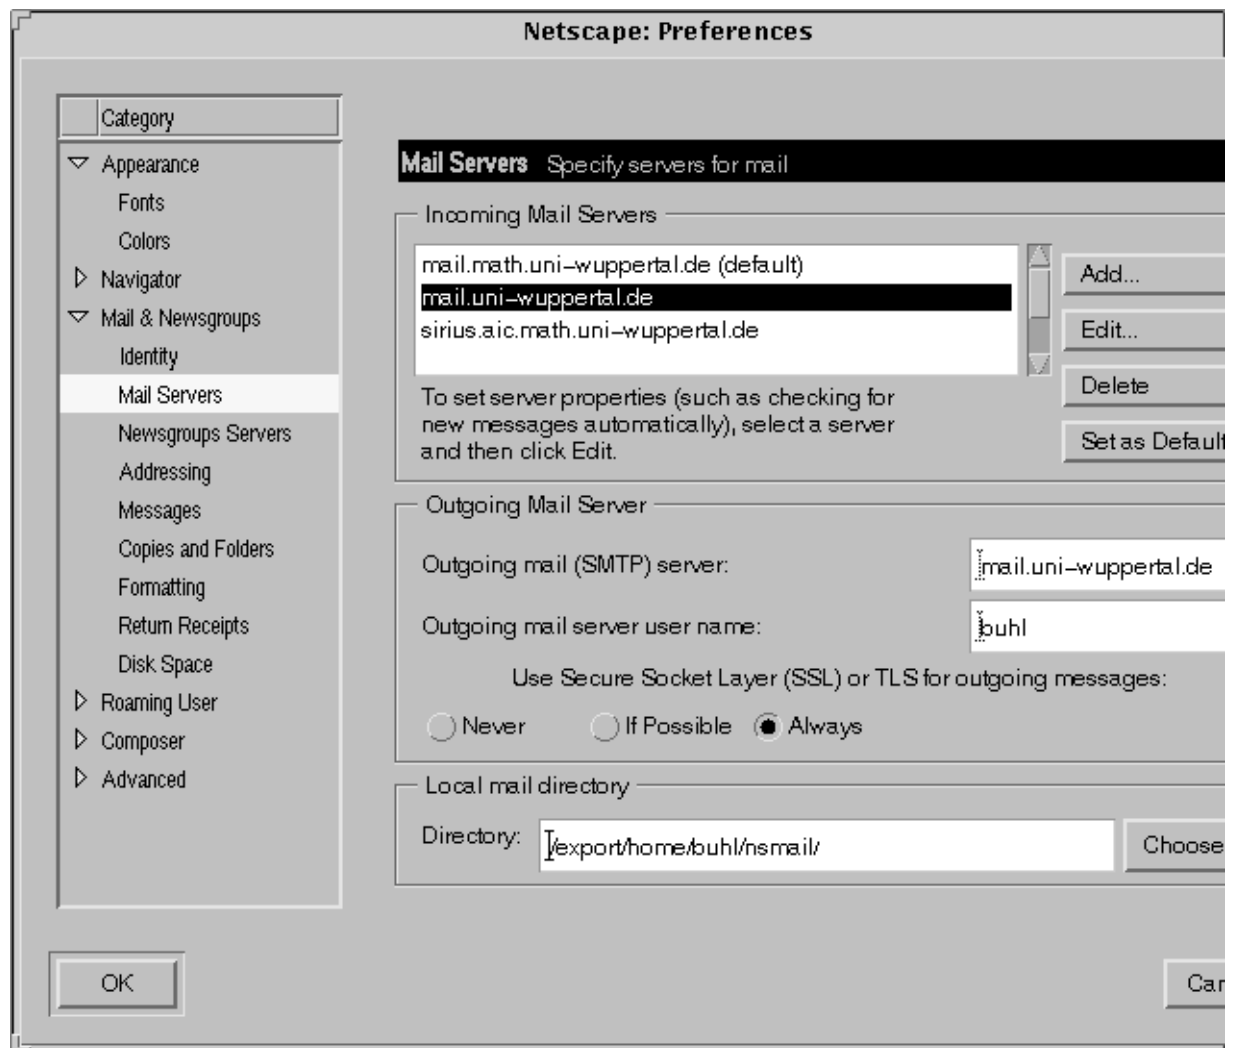 Netscape: Preferences
Category
Appearance
Fonts
Colors
Navigator
Mail & Newsgroups
Identity
Mail Servers
Newsgroups Servers
Addressing
Messages
Copies and Folders
Formatting
Return Receipts
Disk Space
Roaming User
Composer
Advanced
Mail Servers Specify servers for mail
Incoming Mail Servers
mail.math.uni-wuppertal.de (default)
mail.uni-wuppertal.de
sirius.aic.math.uni-wuppertal.de
Add...
Edit...
Delete
Set as Default
To set server properties (such as checking for
new messages automatically), select a server
and then click Edit.
Outgoing Mail Server
Outgoing mail (SMTP) server: mail.uni-wuppertal.de
Outgoing mail server user name: buhl
Use Secure Socket Layer (SSL) or TLS for outgoing messages:
Never If Possible Always
Local mail directory
Directory: /export/home/buhl/nsmail/ Choose
OK
Can